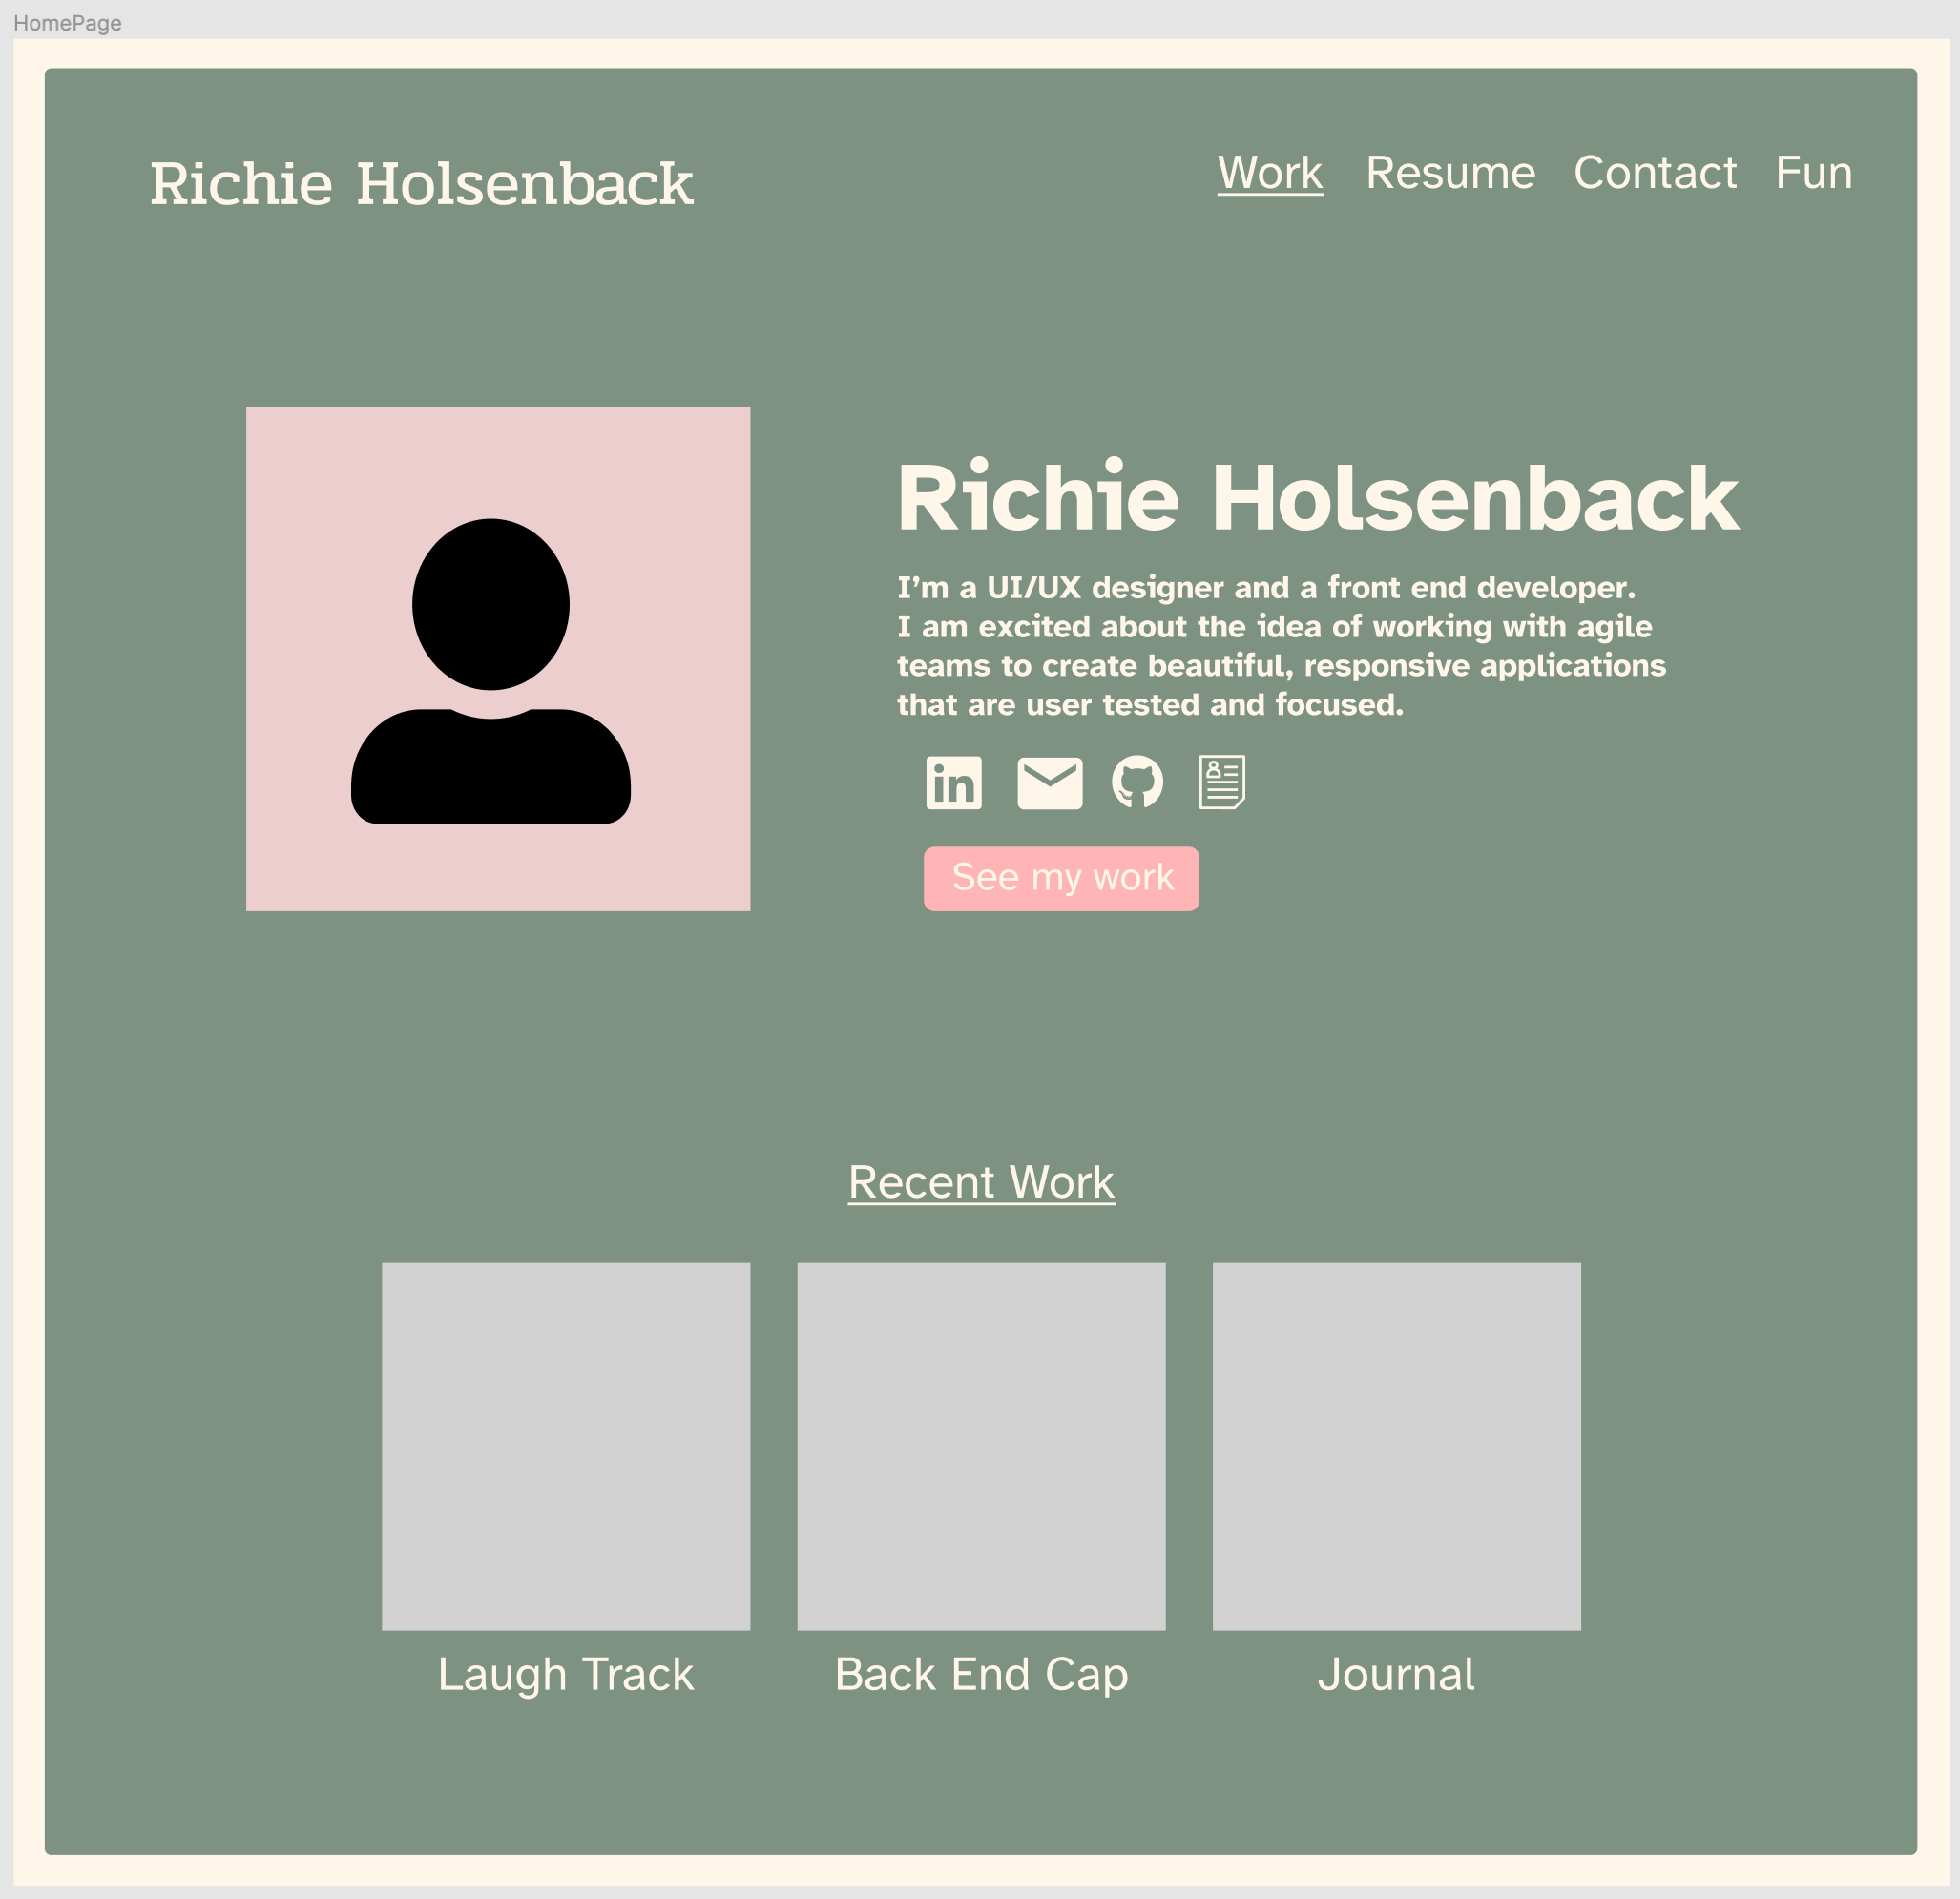 HomePage
Richie Holsenback
Work Resume Contact Fun
Richie Holsenback
I’m a UI/UX designer and a front end developer.
I am excited about the idea of working with agile
teams to create beautiful, responsive applications
that are user tested and focused.
in
See my work
Recent Work
Laugh Track
Back End Cap
Journal